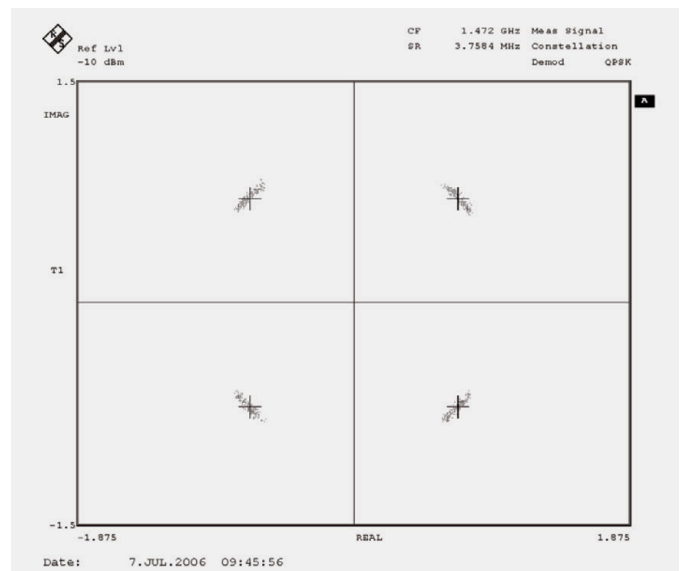 R S
Ref Lvl
-10 dBm
CF 1.472 GHz Meas Signal
SR 3.7584 MHz Constellation
Demod QPSK
1.5
A
IMAG
T1
-1.5
-1.875 REAL 1.875
Date: 7.JUL.2006 09:45:56